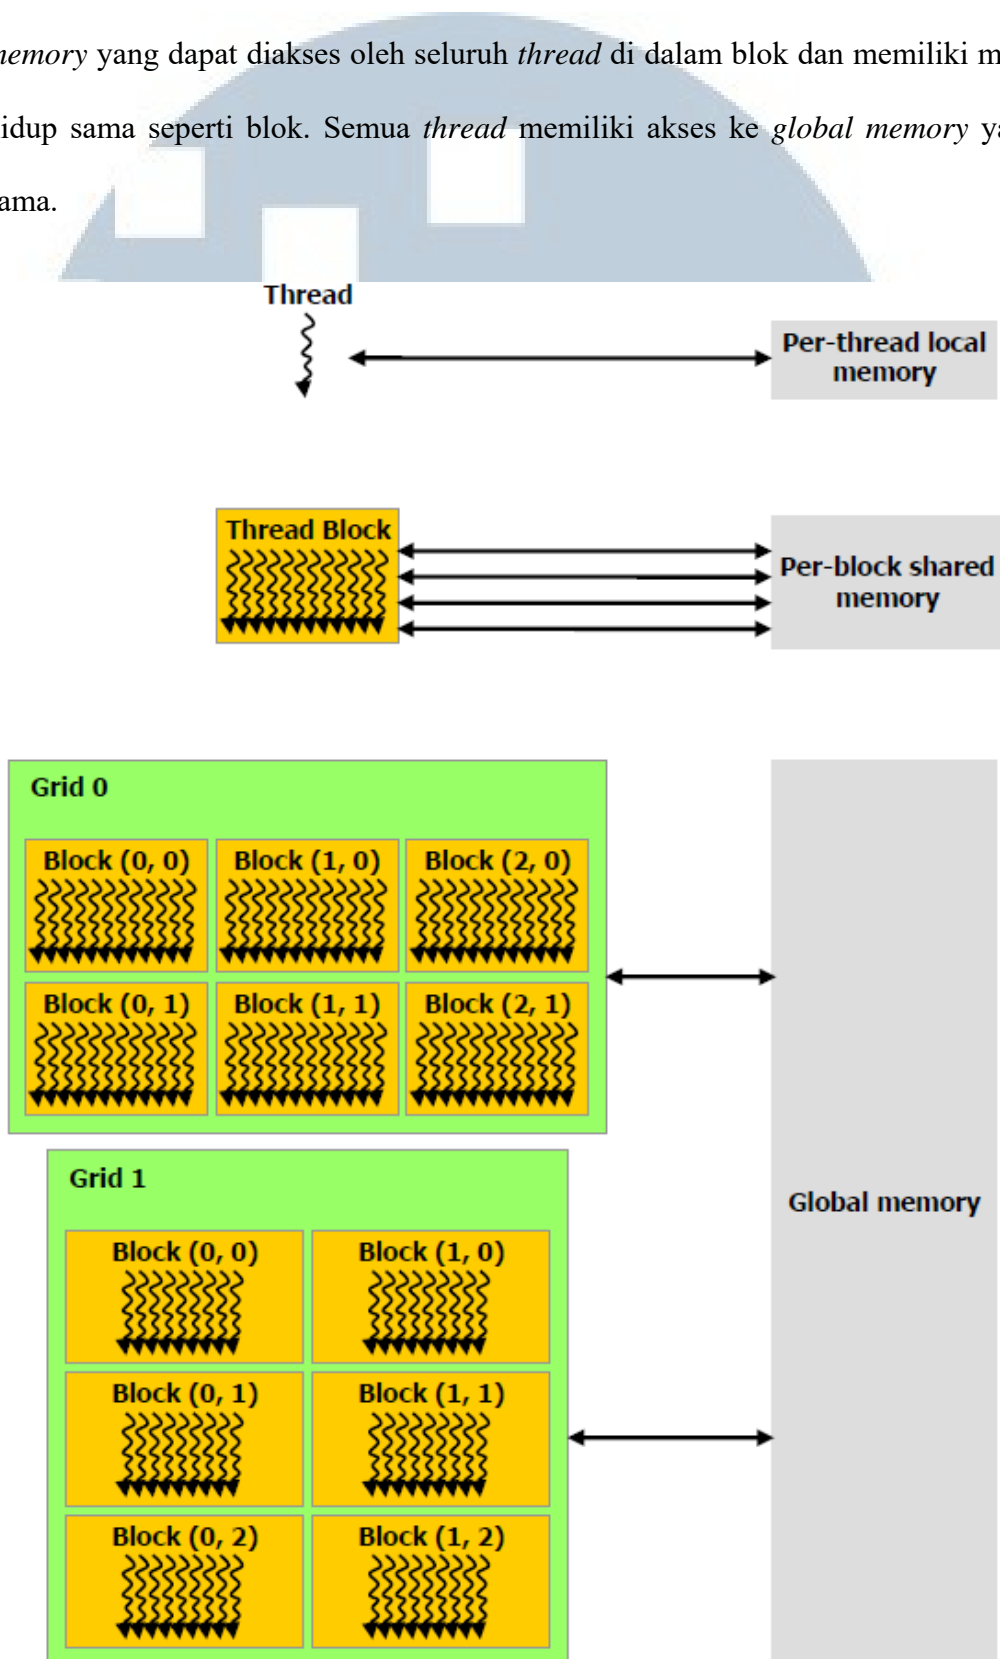 emory yang dapat diakses oleh seluruh thread di dalam blok dan memiliki m
idup sama seperti blok. Semua thread memiliki akses ke global memory ya
ama.
Thread
Per-thread local
memory
Thread Block
Per-block shared
memory
Grid 0
Block (0, 0) Block (1, 0) Block (2, 0)
Block (0, 1) Block (1, 1) Block (2, 1)
Grid 1
Global memory
Block (0, 0) Block (1, 0)
Block (0, 1) Block (1, 1)
Block (0, 2) Block (1, 2)